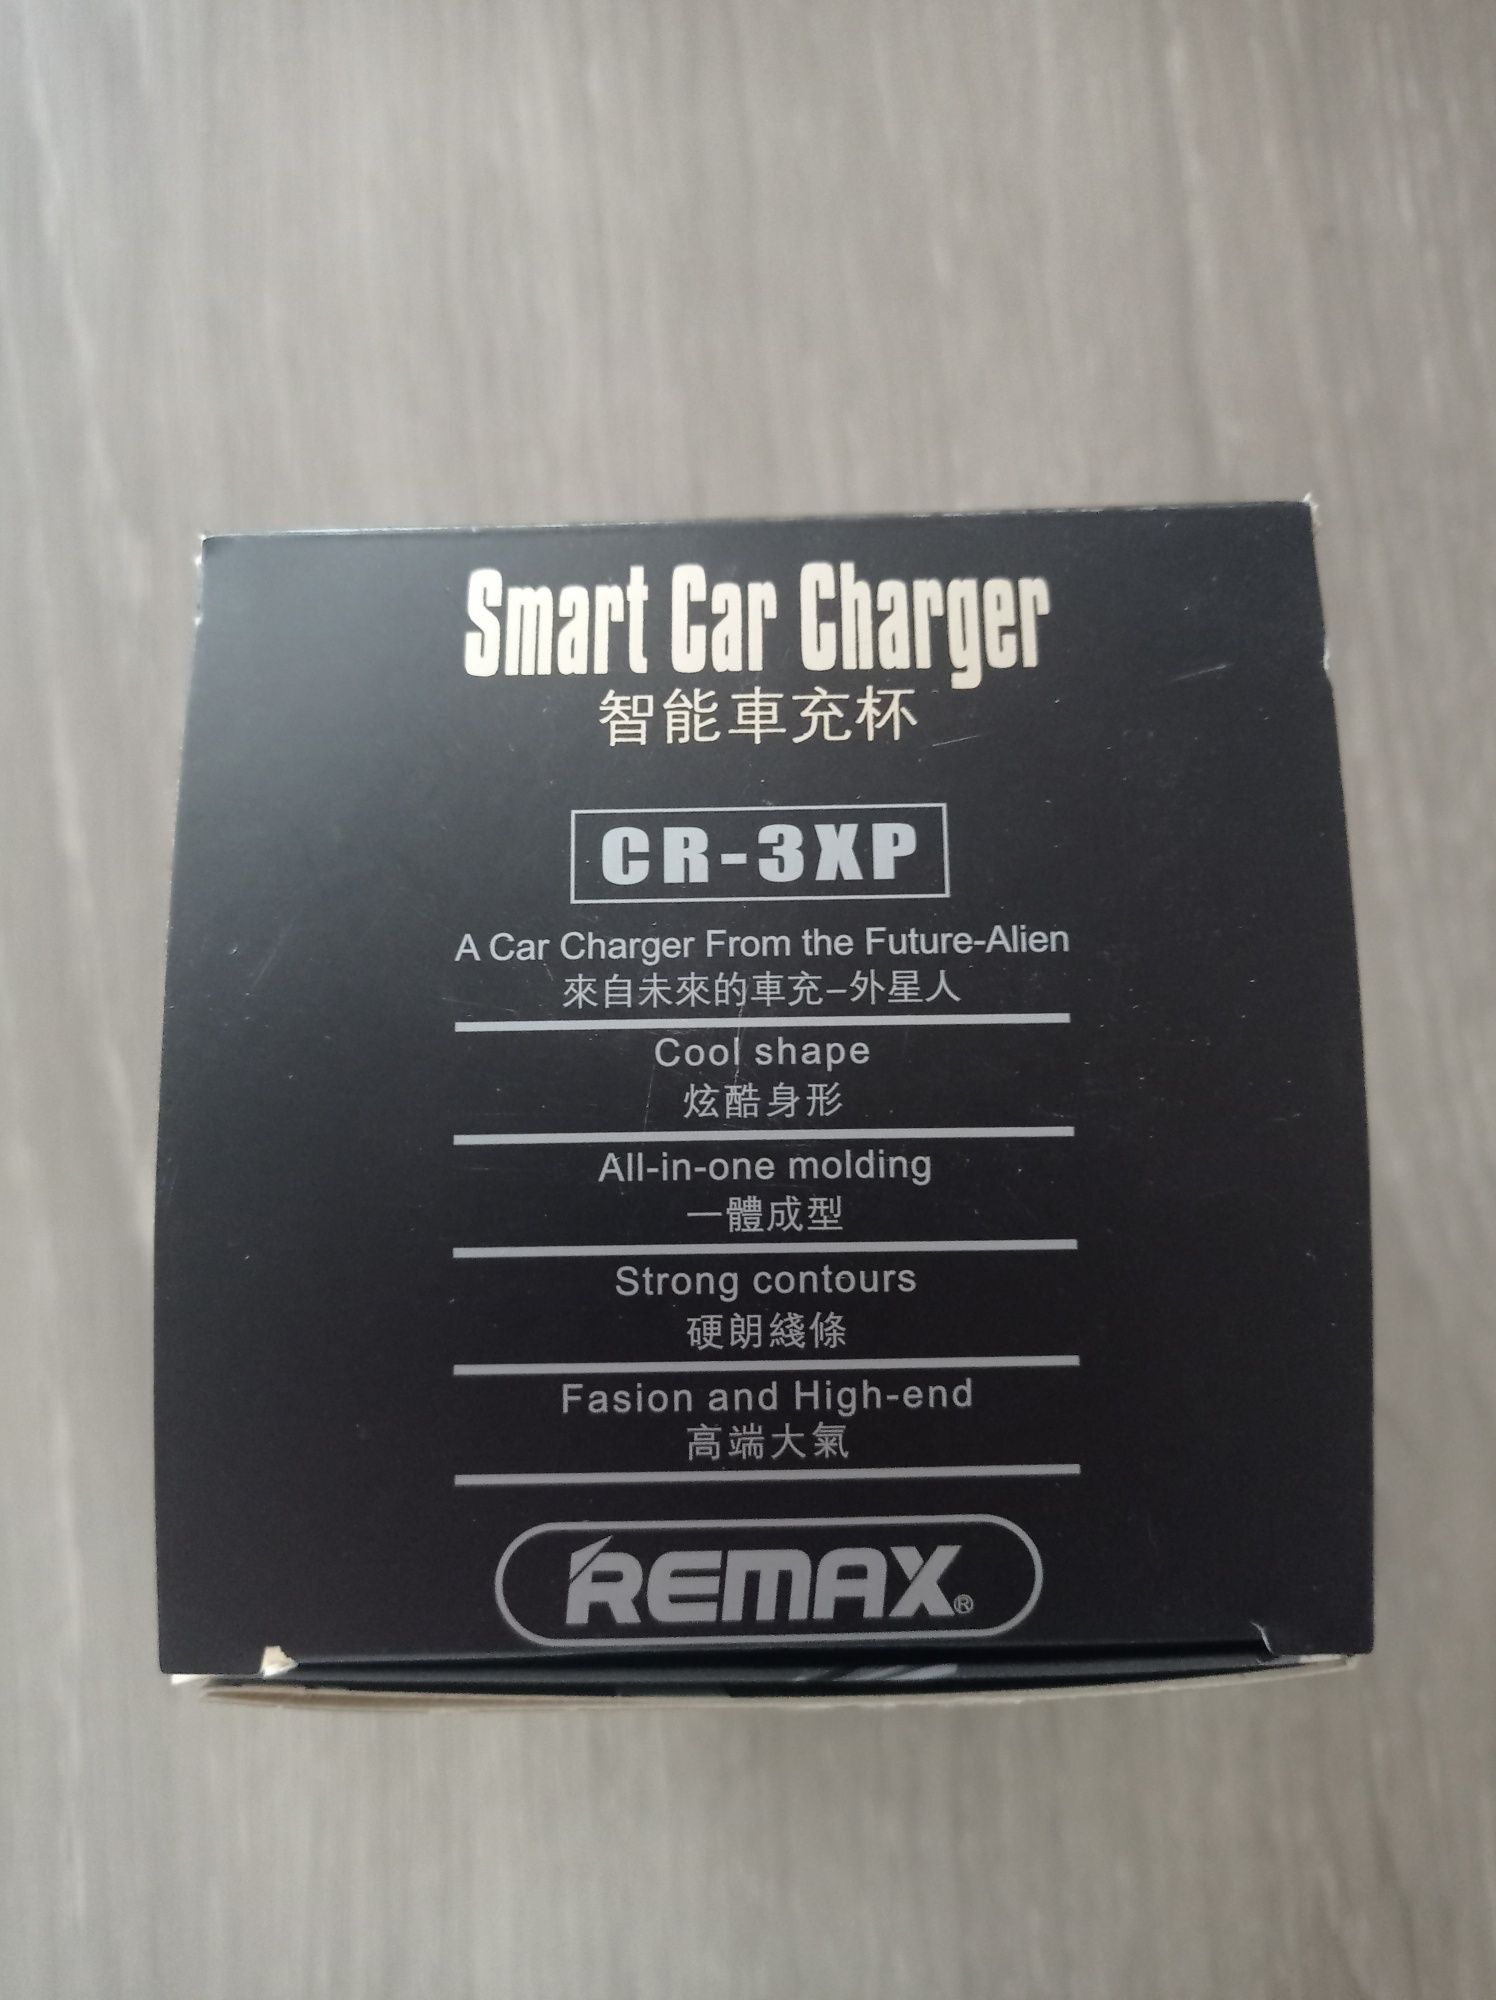 Smart Car Charger
智能車充杯
CR-3XP
A Car Charger From the Future-Alien
來自未來的車充–外星人
Cool shape
炫酷身形
All-in-one molding
一體成型
Strong contours
硬朗綫條
Fasion and High-end
高端大氣
REMAX®